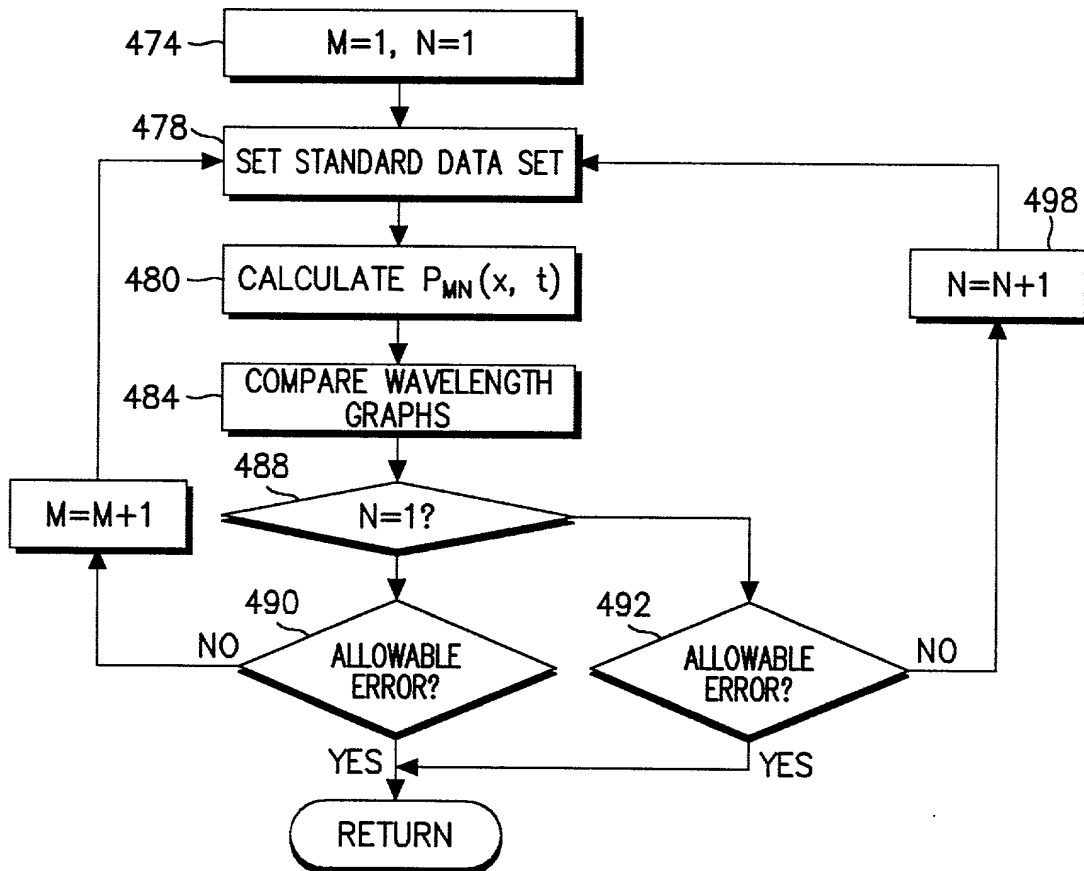 474
M=1, N=1
478
SET STANDARD DATA SET
498
480
CALCULATE PMN(x, t)
N=N+1
484
COMPARE WAVELENGTH
GRAPHS
488
M=M+1
N=1?
490
492
NO
ALLOWABLE
ERROR?
ALLOWABLE
ERROR?
NO
YES
YES
RETURN